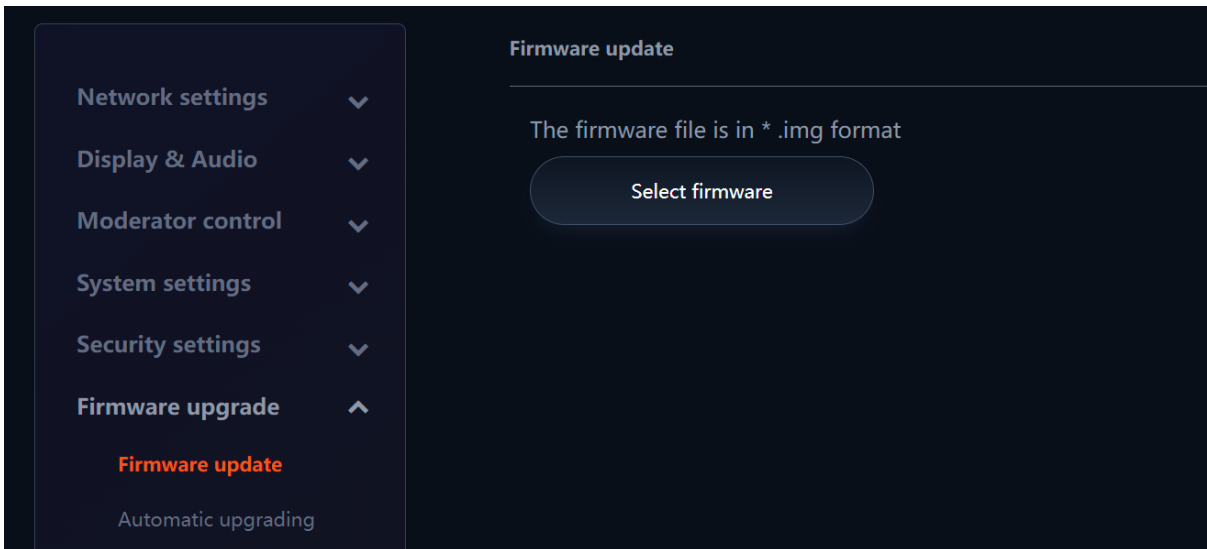 Network settings
Display & Audio
Moderator control
System settings
Security settings
Firmware upgrade
Firmware update
Automatic upgrading
Firmware update
The firmware file is in * .img format
Select firmware